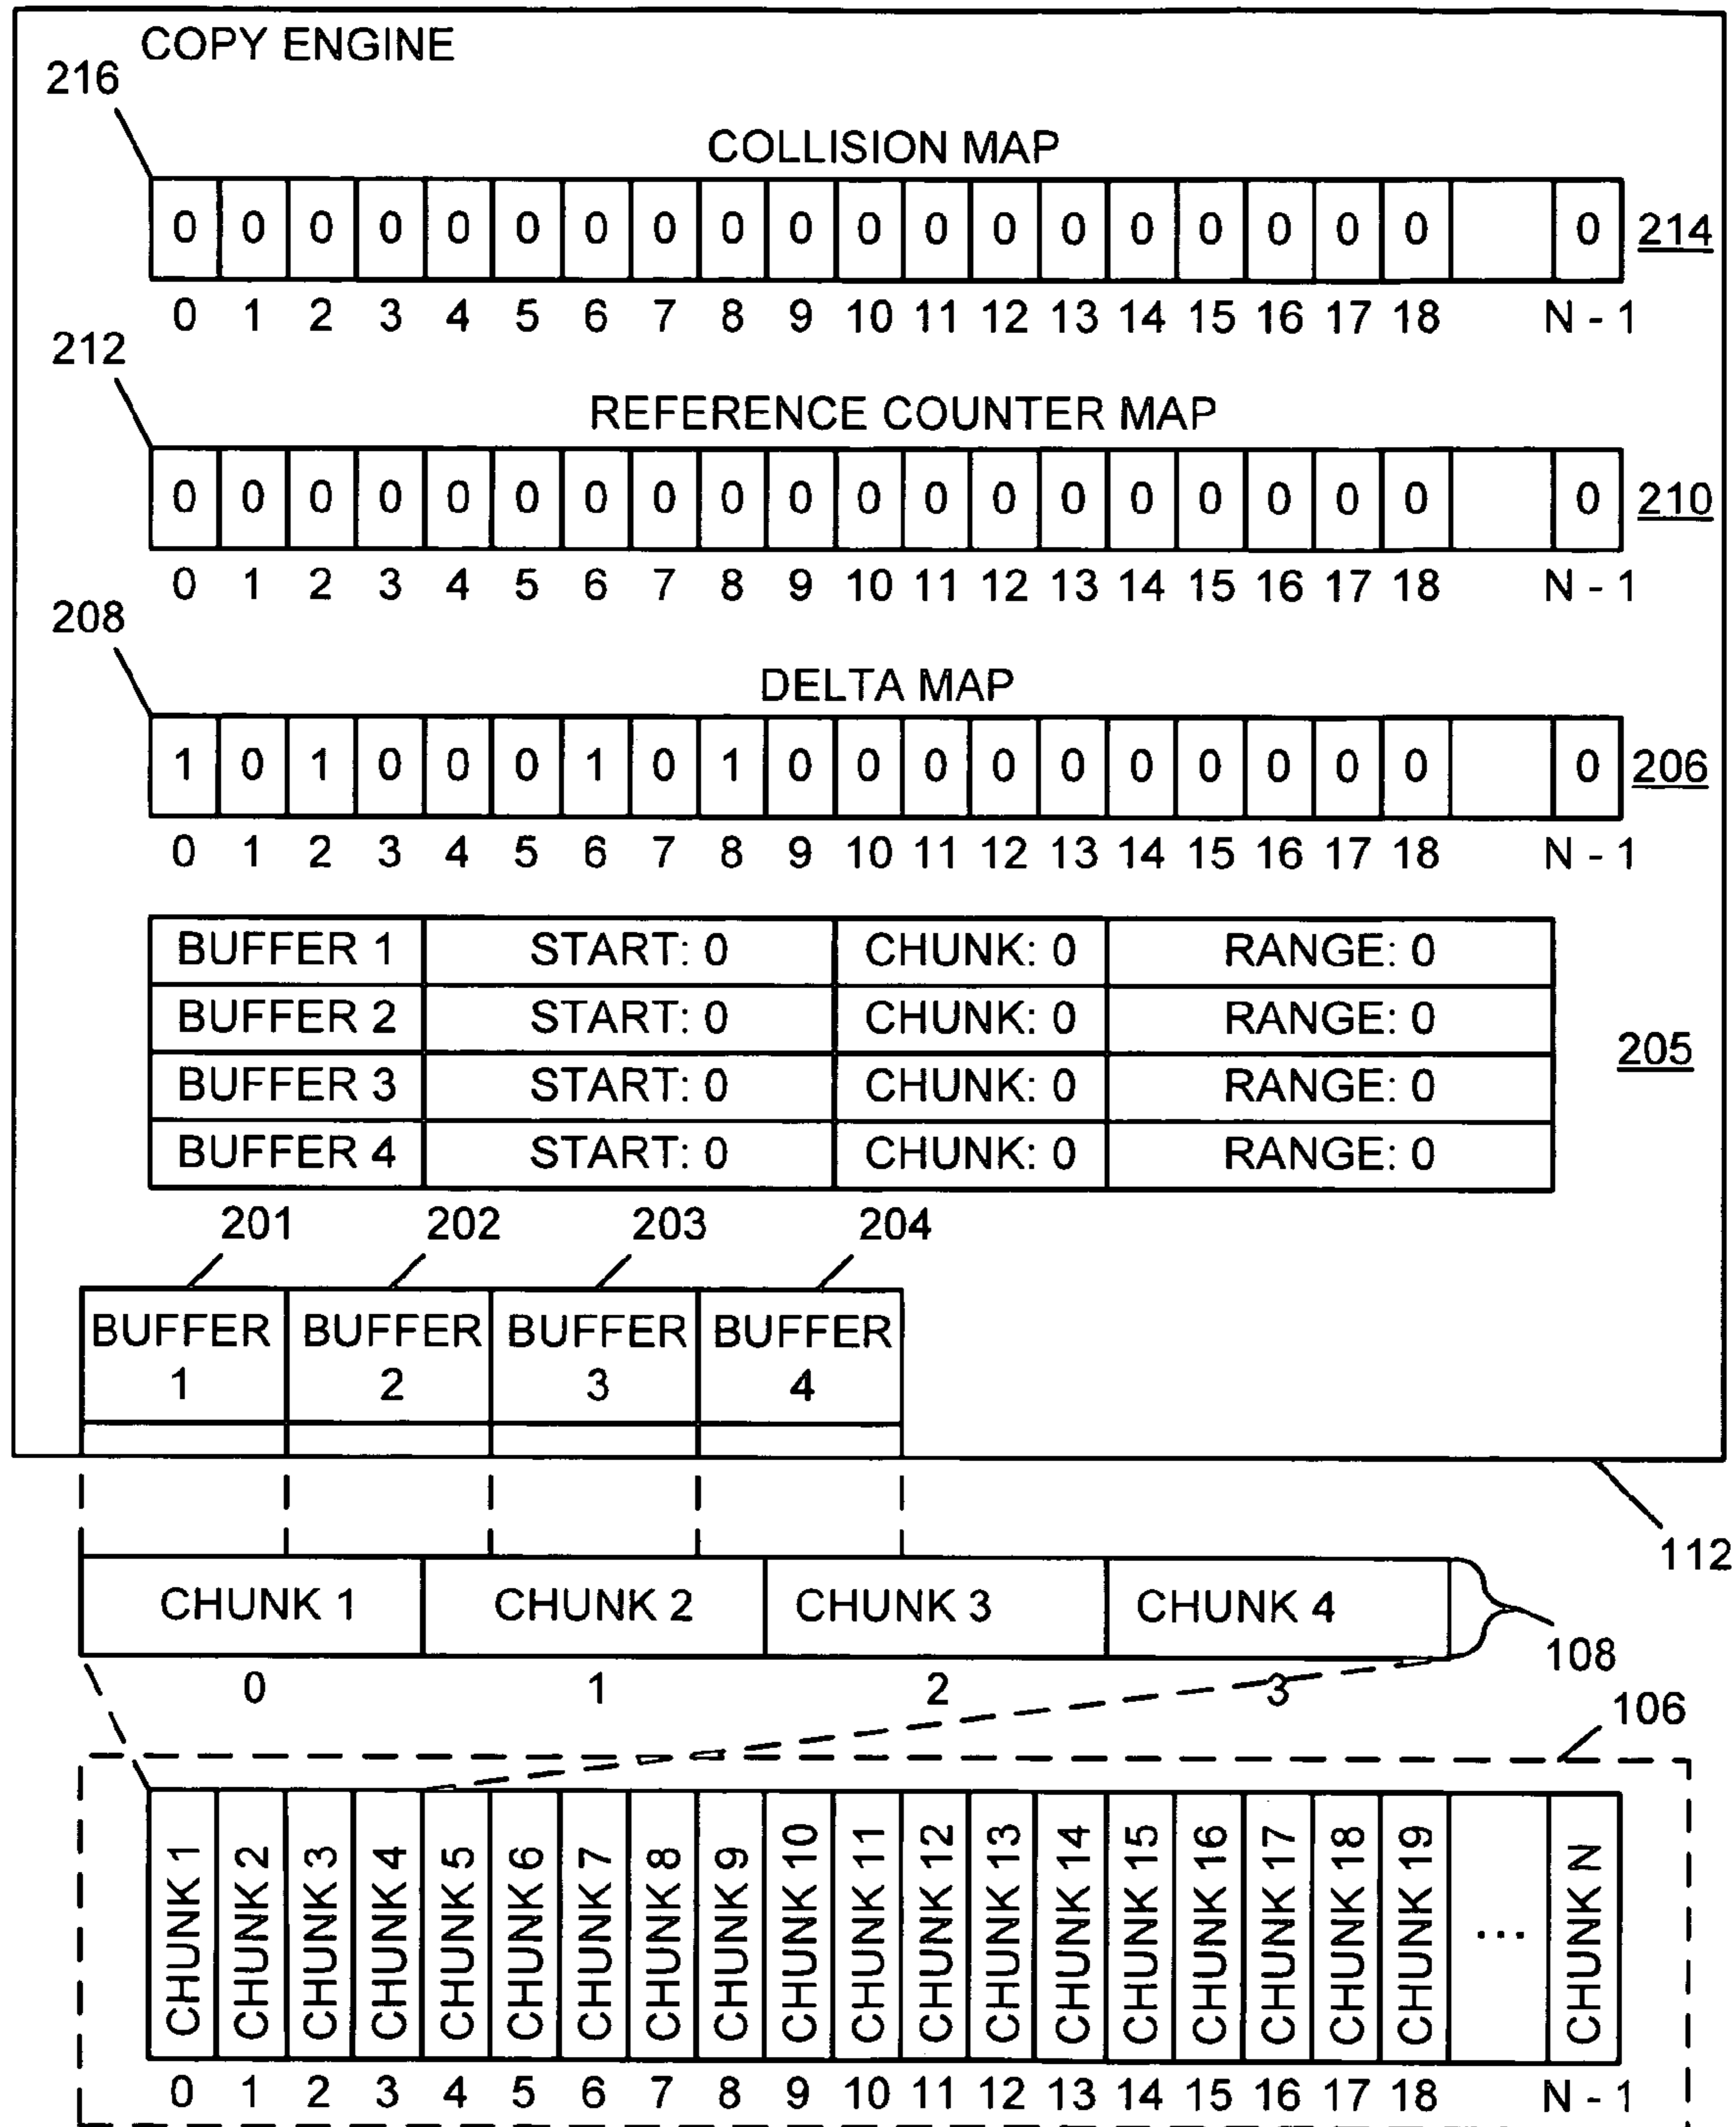 COPY ENGINE
216
COLLISION MAP
0 0 0 0 0 0 0 0 0 0 0 0 0 0 0 0 0 0 0 0 214
0 1 2 3 4 5 6 7 8 9 10 11 12 13 14 15 16 17 18 N - 1
212
REFERENCE COUNTER MAP
0 0 0 0 0 0 0 0 0 0 0 0 0 0 0 0 0 0 0 0 210
0 1 2 3 4 5 6 7 8 9 10 11 12 13 14 15 16 17 18 N - 1
208
DELTA MAP
1 0 1 0 0 0 1 0 1 0 0 0 0 0 0 0 0 0 0 0 206
0 1 2 3 4 5 6 7 8 9 10 11 12 13 14 15 16 17 18 N - 1
BUFFER 1 START: 0 CHUNK: 0 RANGE: 0
BUFFER 2 START: 0 CHUNK: 0 RANGE: 0
205
BUFFER 3 START: 0 CHUNK: 0 RANGE: 0
BUFFER 4 START: 0 CHUNK: 0 RANGE: 0
201 202 203 204
BUFFER BUFFER BUFFER BUFFER
1 2 3 4
112
CHUNK 1 CHUNK 2 CHUNK 3 CHUNK 4
108
0 1 2 3
106
CHUNK 1 CHUNK 2 CHUNK 3 CHUNK 4 CHUNK 5 CHUNK 6 CHUNK 7 CHUNK 8 CHUNK 9 CHUNK 10 CHUNK 11 CHUNK 12 CHUNK 13 CHUNK 14 CHUNK 15 CHUNK 16 CHUNK 17 CHUNK 18 CHUNK 19 ... CHUNK N
0 1 2 3 4 5 6 7 8 9 10 11 12 13 14 15 16 17 18 N - 1